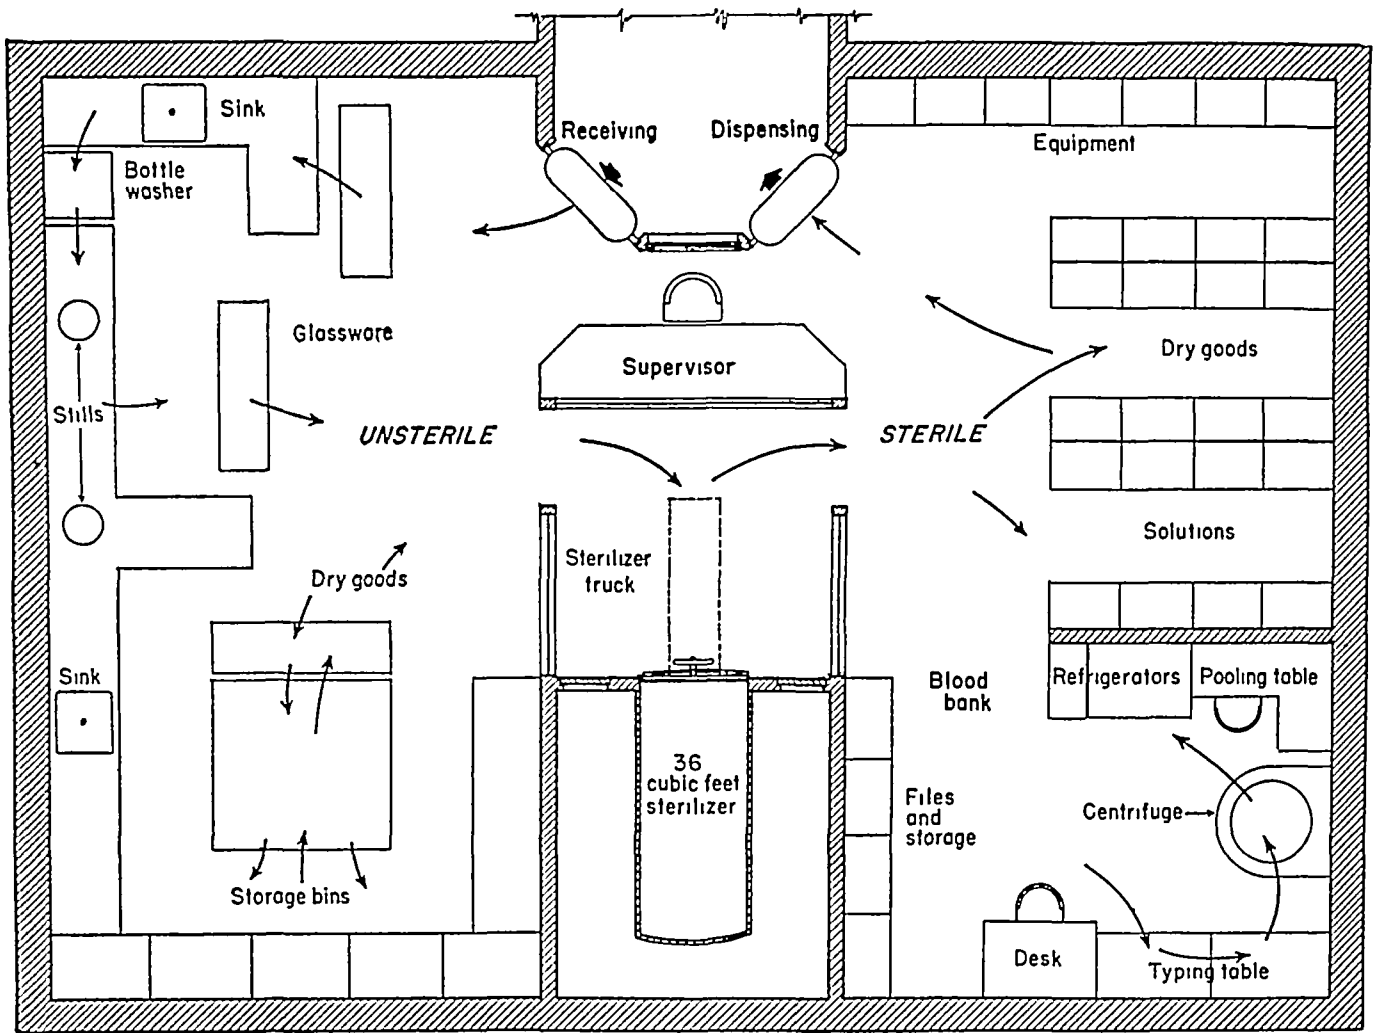 Receiving
Dispensing
Sink
Equipment
Bottle
washer
Glassware
Supervisor
Dry goods
Stills
UNSTERILE
STERILE
Solutions
Sterilizer
truck
Dry goods
Sink
Blood
bank
Refrigerators
Pooling table
36
cubic feet
sterilizer
Files
and
storage
Centrifuge
Storage bins
Desk
Typing table